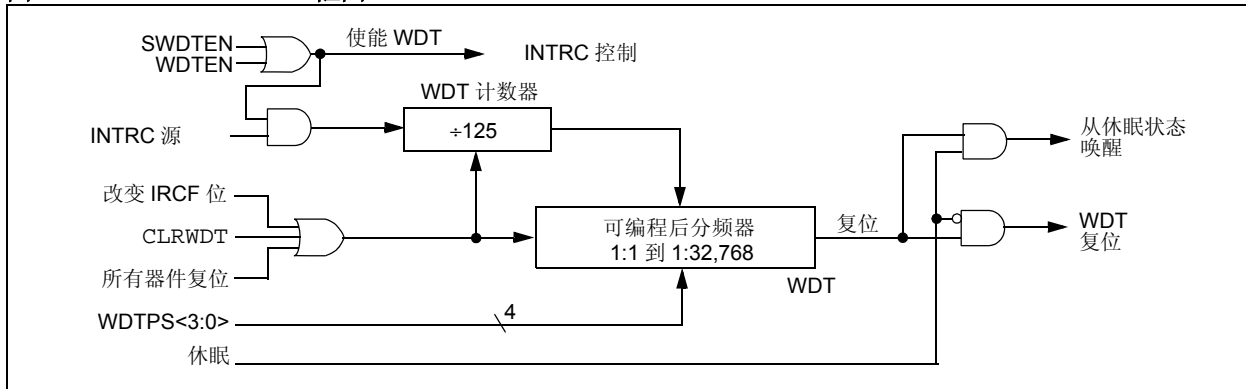 SWDTEN
WDTEN
使能 WDT
INTRC 控制
WDT 计数器
÷125
INTRC 源
从休眠状态
唤醒
改变 IRCF 位
CLRWDT
所有器件复位
可编程后分频器
1:1 到 1:32,768
复位
WDT
复位
WDT
WDTPS<3:0>
4
休眠